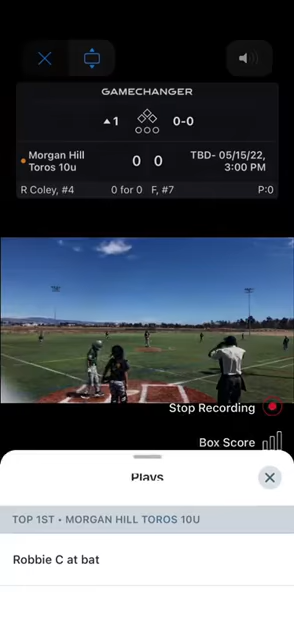 GAMECHANGER
1
0-0
Morgan Hill
Toros 10u
0 0
TBD- 05/15/22,
3:00 PM
R Coley, #4 0 for 0 F, #7 P:0
Stop Recording
Box Score
Plays
TOP 1ST • MORGAN HILL TOROS 10U
Robbie C at bat